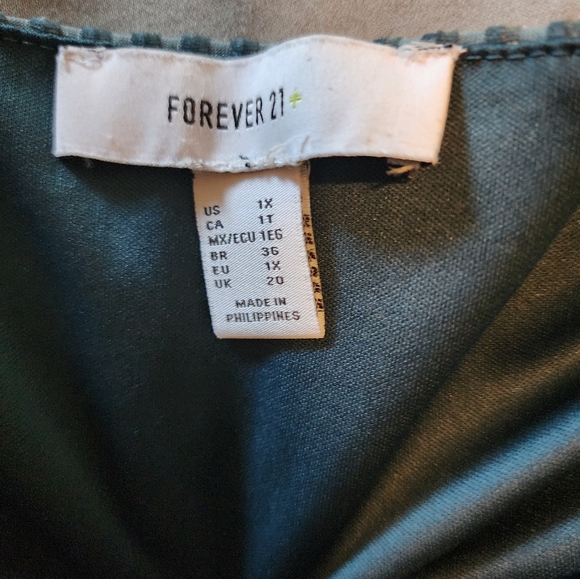 FOREVER 21+
US 1X
CA 1T
MX/ECU 1EG
BR 36
EU 1X
UK 20
MADE IN
PHILIPPINES